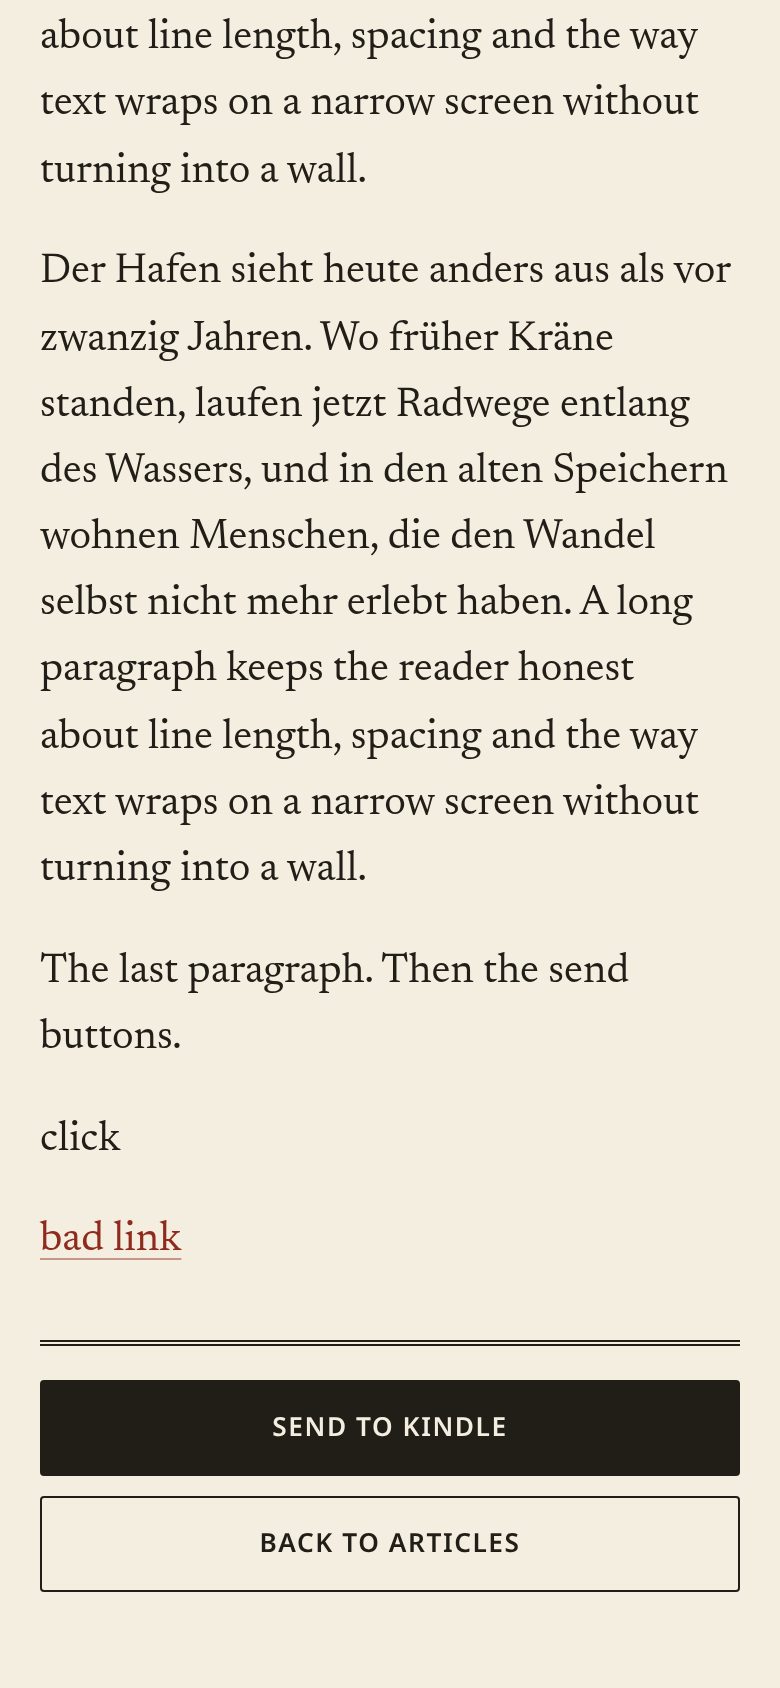 about line length, spacing and the way
text wraps on a narrow screen without
turning into a wall.
Der Hafen sieht heute anders aus als vor
zwanzig Jahren. Wo früher Kräne
standen, laufen jetzt Radwege entlang
des Wassers, und in den alten Speichern
wohnen Menschen, die den Wandel
selbst nicht mehr erlebt haben. A long
paragraph keeps the reader honest
about line length, spacing and the way
text wraps on a narrow screen without
turning into a wall.
The last paragraph. Then the send
buttons.
click
bad link
SEND TO KINDLE
BACK TO ARTICLES